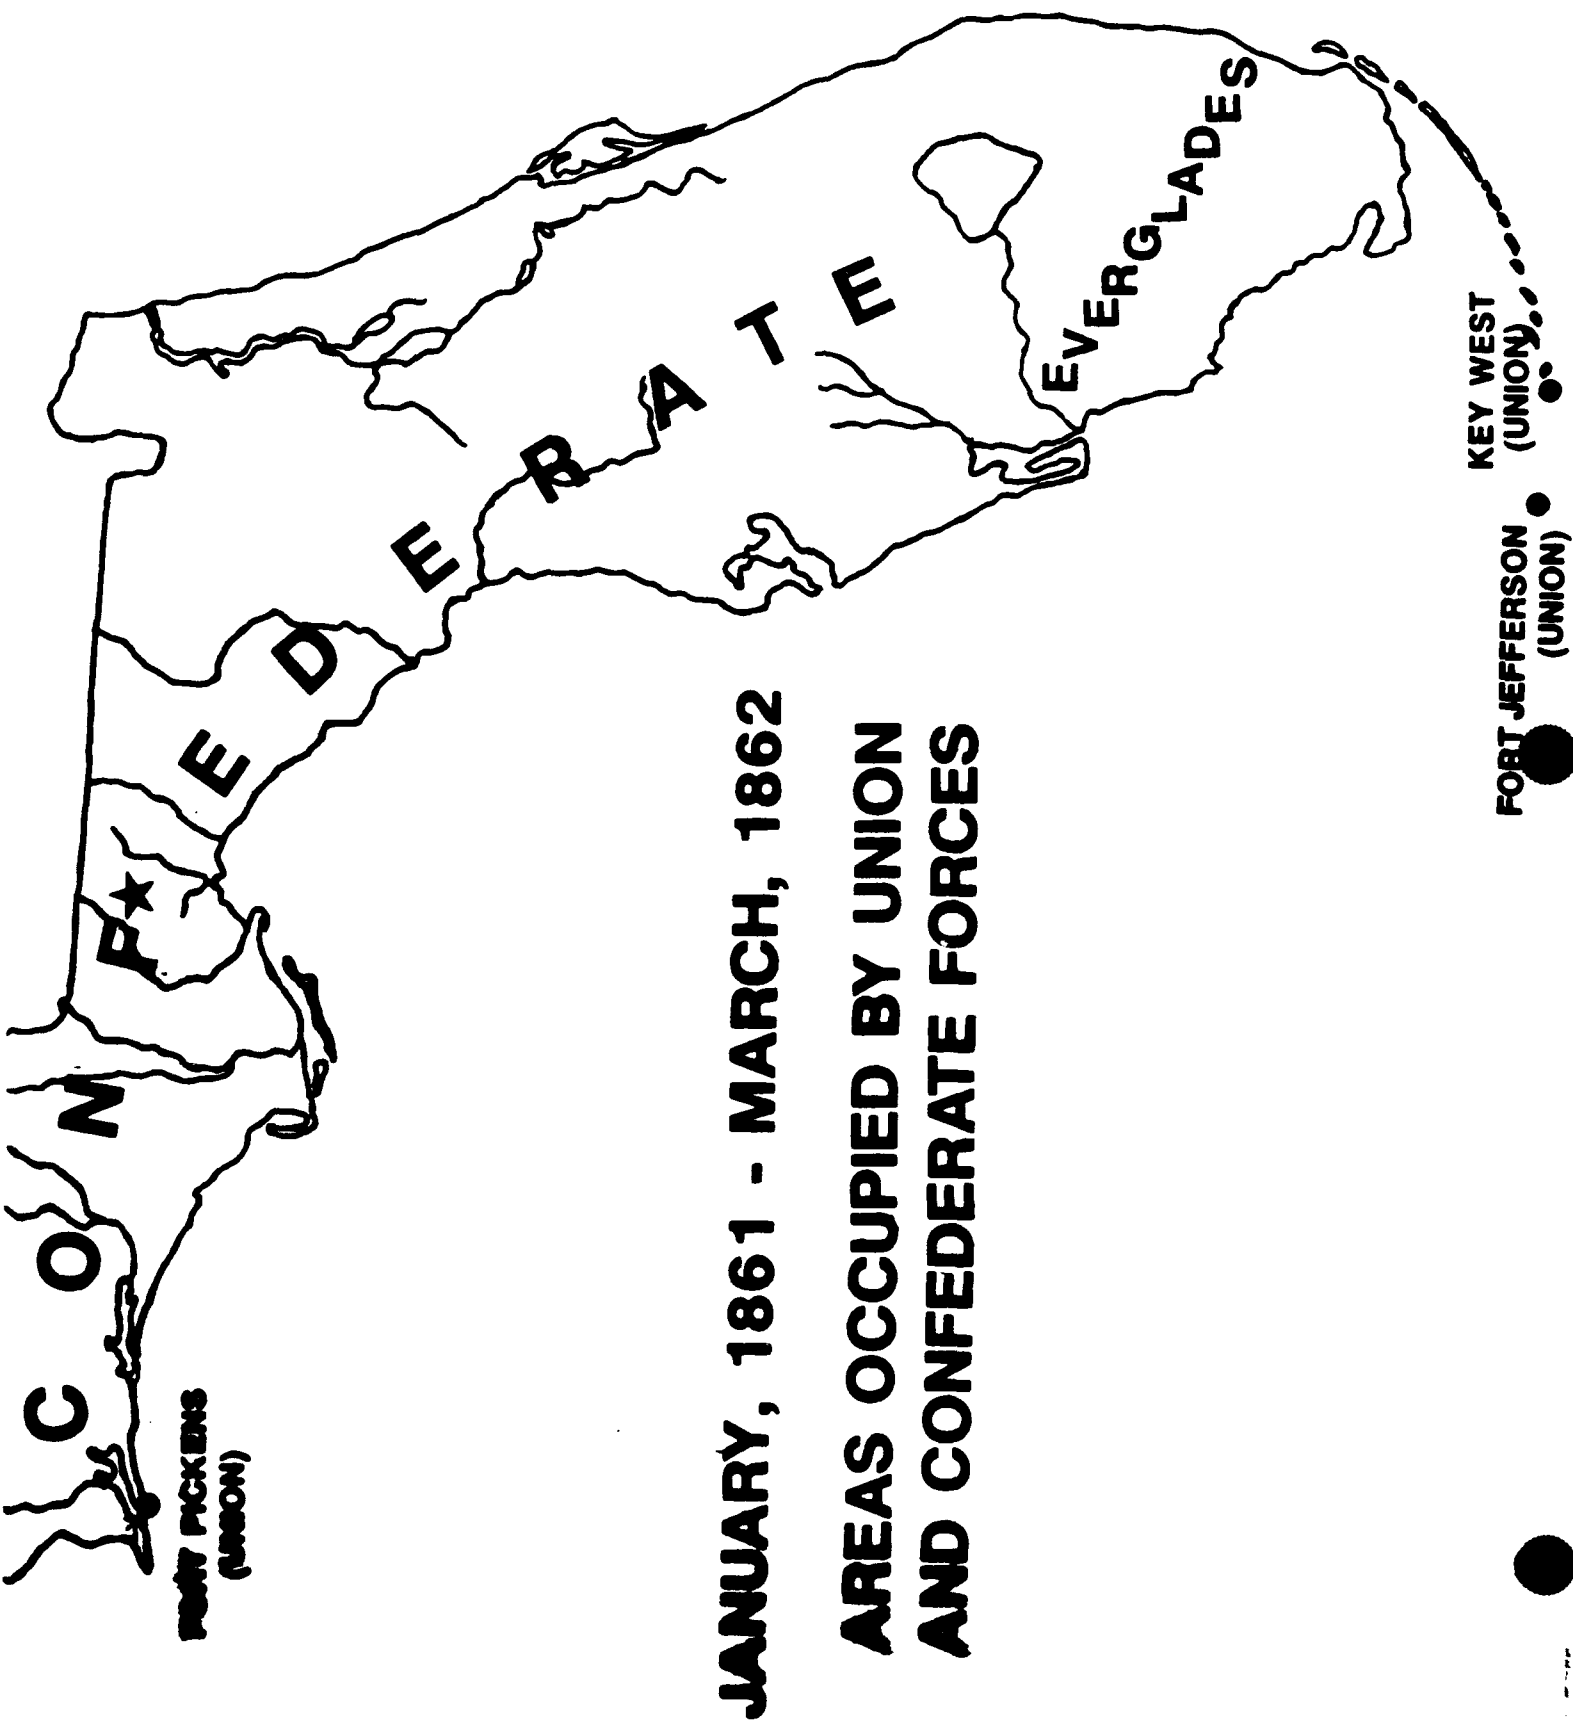 CONFEDERATE
EVERGLADES
FORT PICKENS
(UNION)
JANUARY, 1861 - MARCH, 1862
AREAS OCCUPIED BY UNION
AND CONFEDERATE FORCES
KEY WEST
(UNION)
FORT JEFFERSON
(UNION)